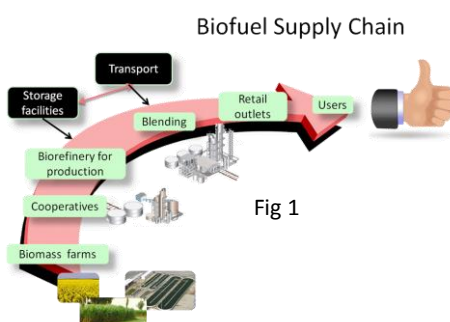 Biofuel Supply Chain
Transport
Storage
facilities
Retail
outlets
Users
Blending
Biorefinery for
production
Cooperatives
Fig 1
Biomass farms